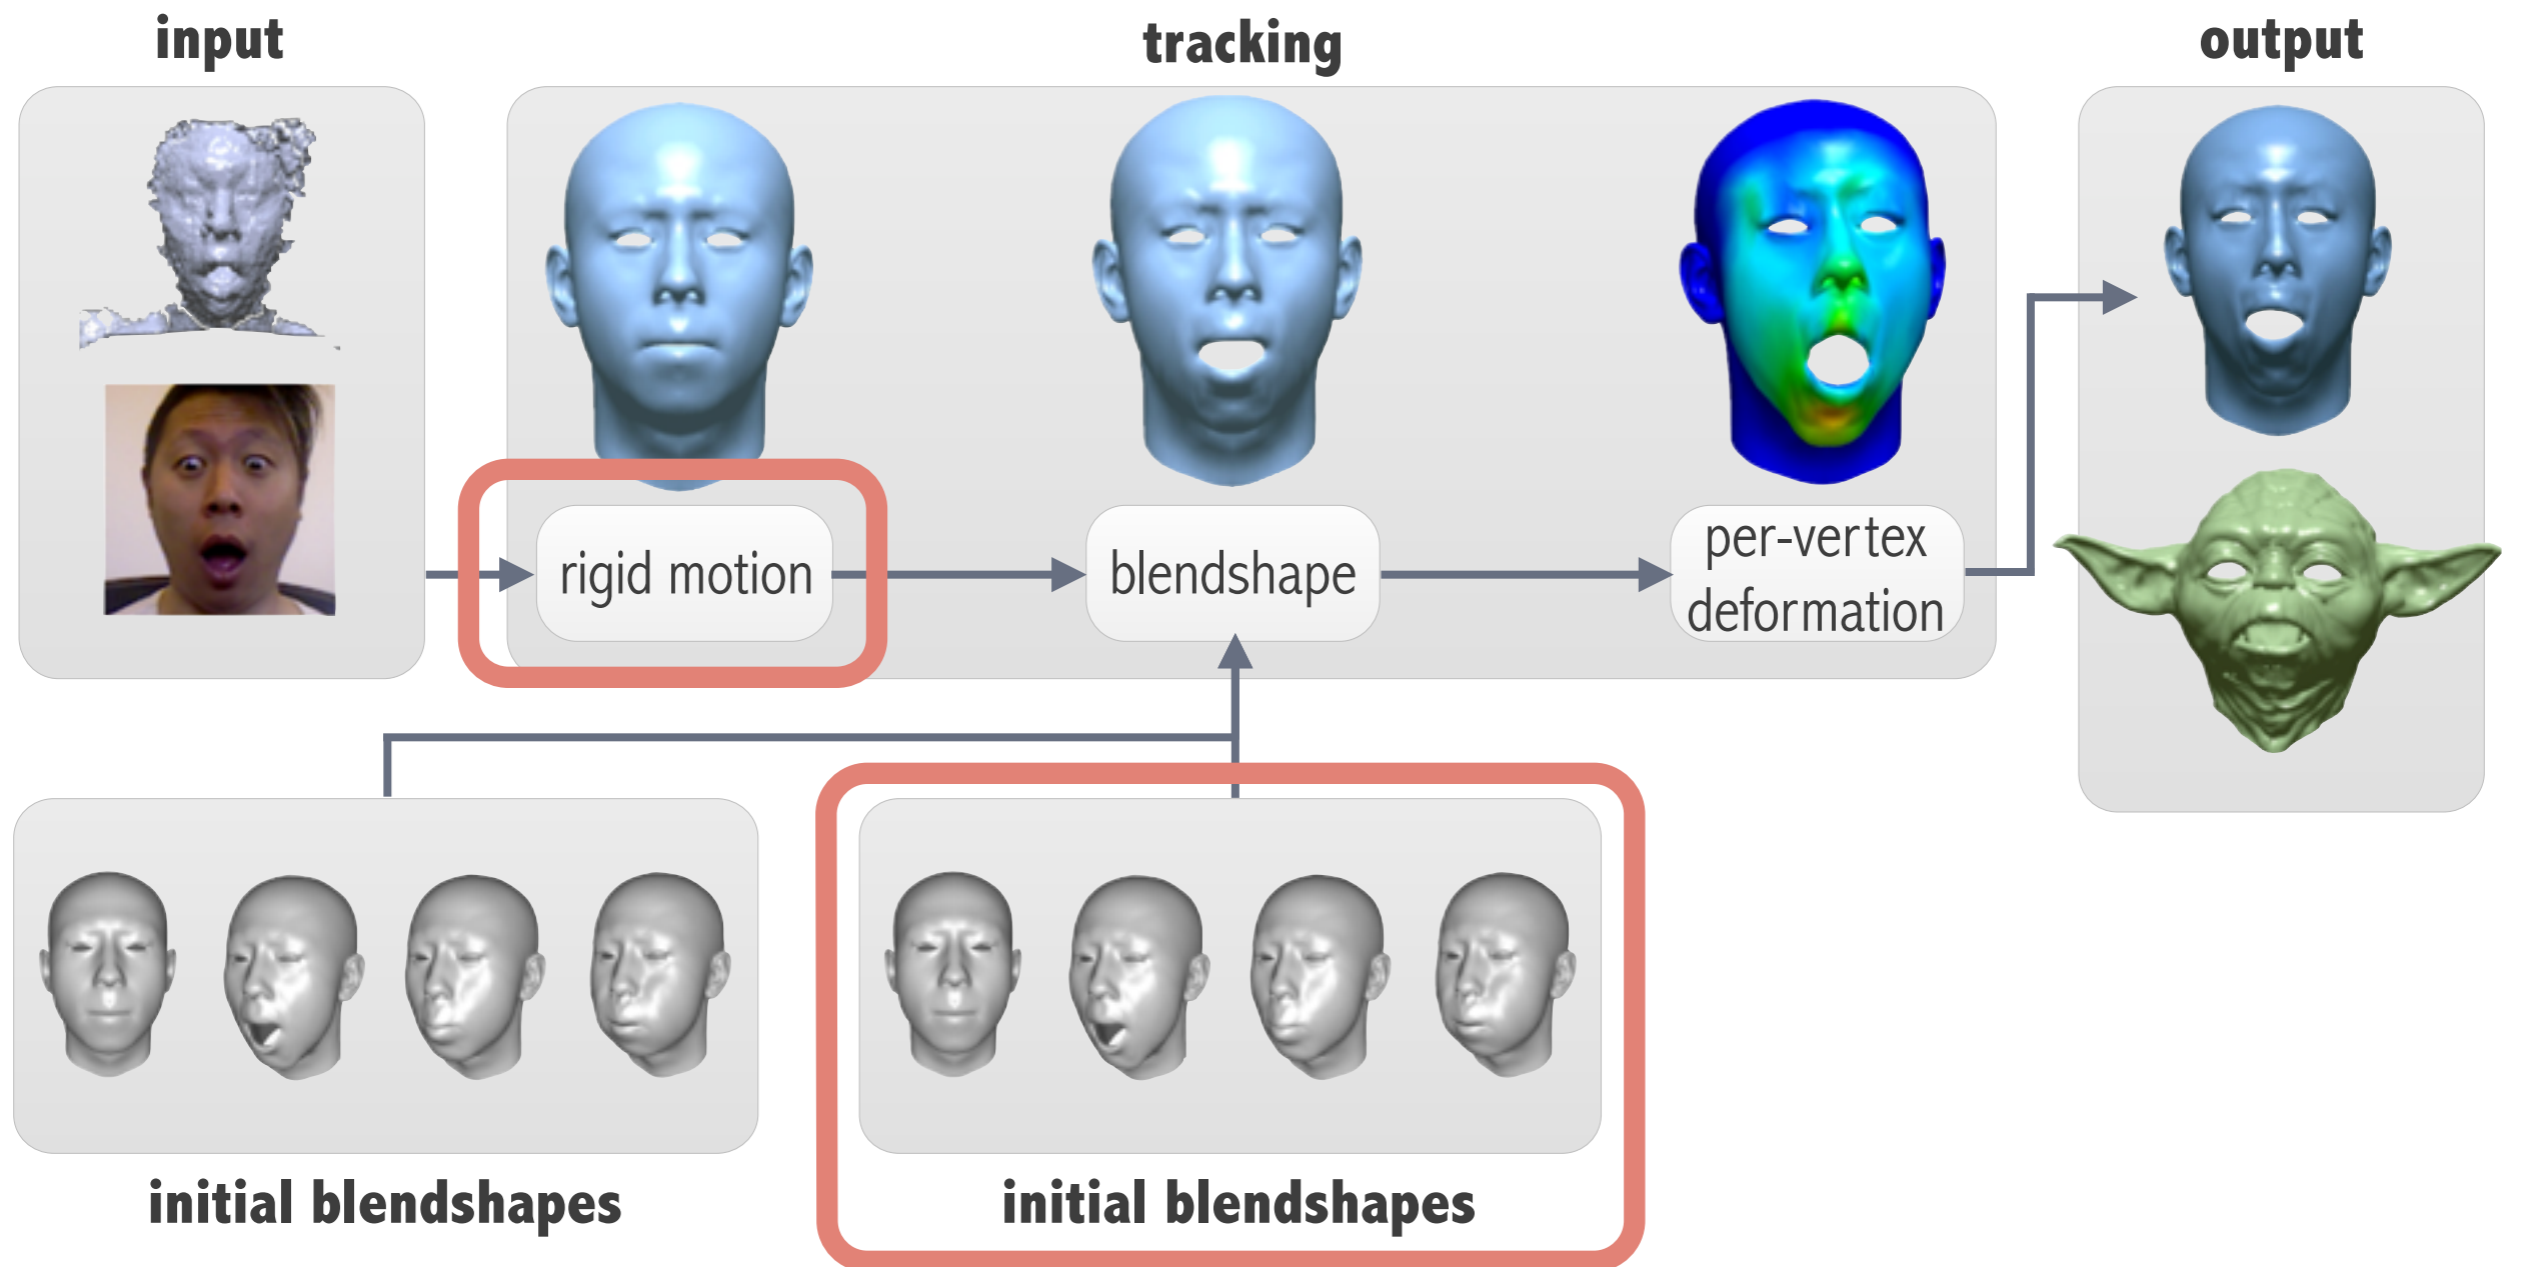 input
tracking
output
rigid motion
blendshape
per-vertex
deformation
initial blendshapes
initial blendshapes